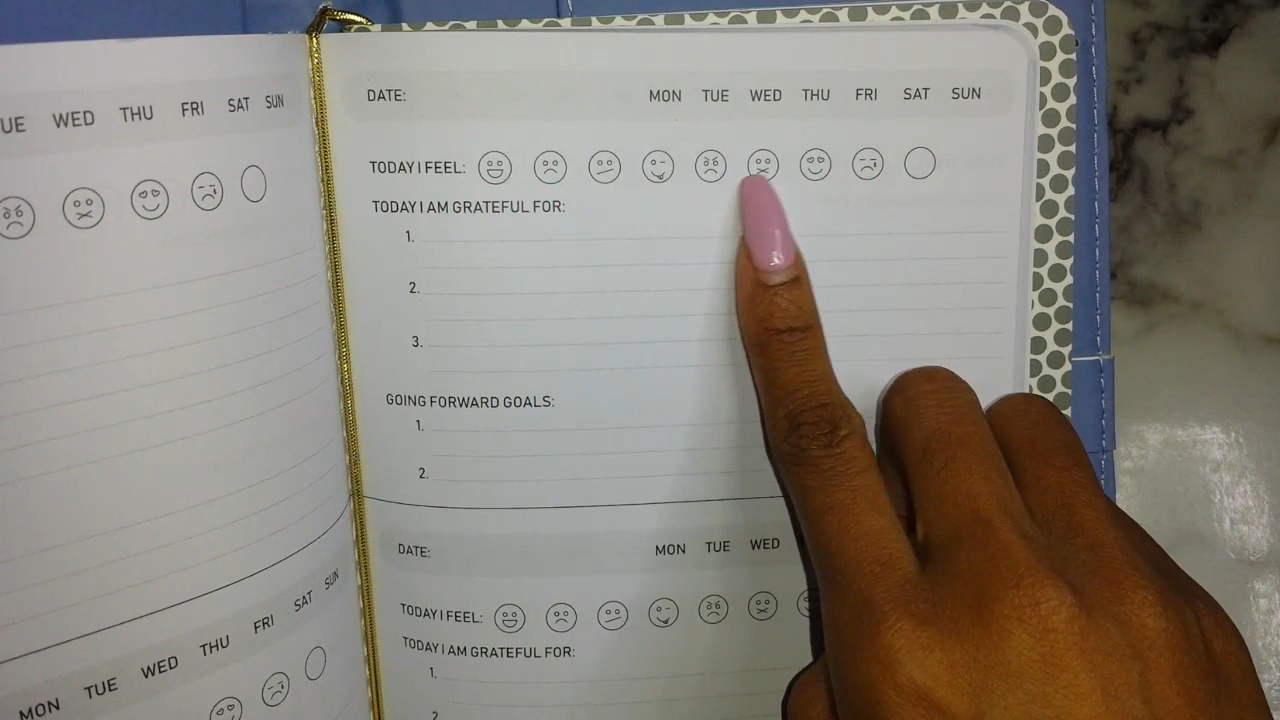 UE WED THU FRI SAT SUN
MON TUE WED THU FRI SAT SUN
DATE: MON TUE WED THU FRI SAT SUN
TODAY I FEEL:
TODAY I AM GRATEFUL FOR:
1.
2.
3.
GOING FORWARD GOALS:
1.
2.
DATE: MON TUE WED
TODAY I FEEL:
TODAY I AM GRATEFUL FOR:
1.
2